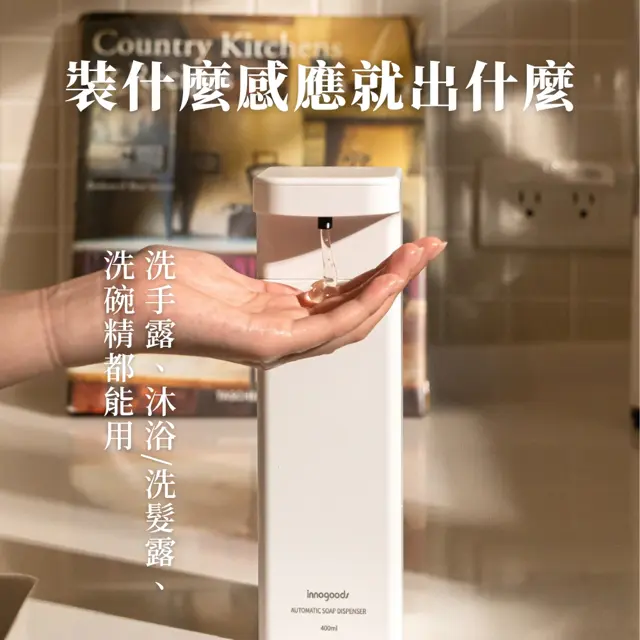 Country Kitchens
裝什麼感應就出什麼
洗手露、沐浴/洗髮露、
洗碗精都能用
innogoods
AUTOMATIC SOAP DISPENSER
400ml